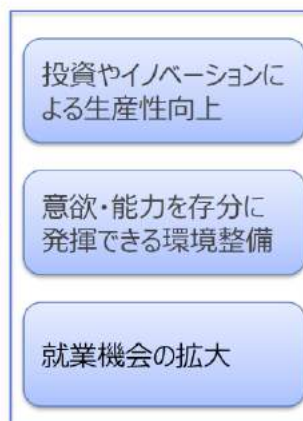 投資やイノベーションに
よる生産性向上
意欲・能力を存分に
発揮できる環境整備
就業機会の拡大